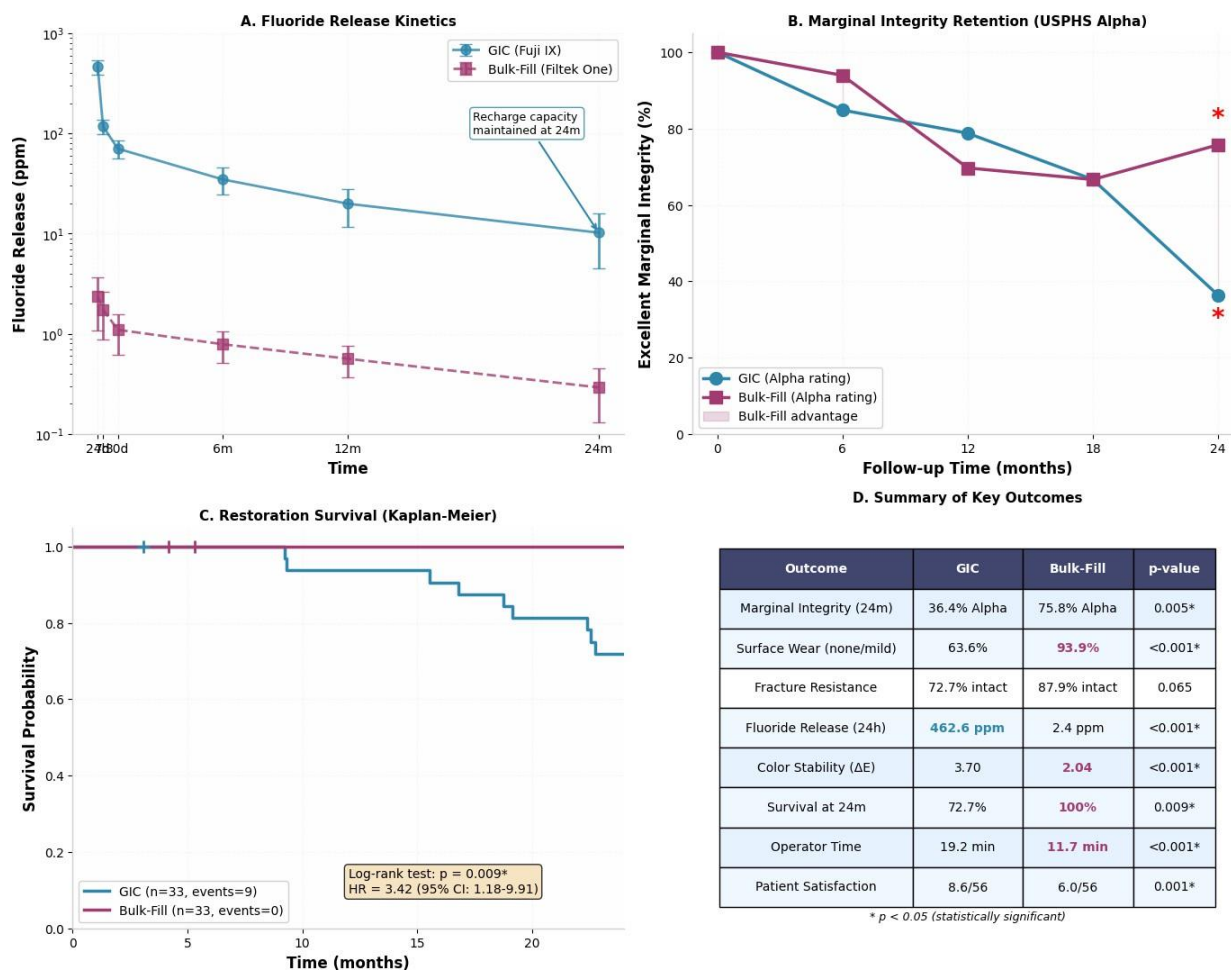 A. Fluoride Release Kinetics
GIC (Fuji IX)
Bulk-Fill (Filtek One)
Recharge capacity
maintained at 24m
Fluoride Release (ppm)
10³
10²
10¹
10⁰
10⁻¹
6m
12m
24m
Time
B. Marginal Integrity Retention (USPHS Alpha)
Excellent Marginal Integrity (%)
100
80
60
40
20
0
*
*
GIC (Alpha rating)
Bulk-Fill (Alpha rating)
Bulk-Fill advantage
0 6 12 18 24
Follow-up Time (months)
C. Restoration Survival (Kaplan-Meier)
Survival Probability
1.0
0.8
0.6
0.4
0.2
0.0
Log-rank test: p = 0.009*
HR = 3.42 (95% CI: 1.18-9.91)
GIC (n=33, events=9)
Bulk-Fill (n=33, events=0)
0 5 10 15 20
Time (months)
D. Summary of Key Outcomes
Outcome GIC Bulk-Fill p-value
Marginal Integrity (24m) 36.4% Alpha 75.8% Alpha 0.005*
Surface Wear (none/mild) 63.6% 93.9% <0.001*
Fracture Resistance 72.7% intact 87.9% intact 0.065
Fluoride Release (24h) 462.6 ppm 2.4 ppm <0.001*
Color Stability (ΔE) 3.70 2.04 <0.001*
Survival at 24m 72.7% 100% 0.009*
Operator Time 19.2 min 11.7 min <0.001*
Patient Satisfaction 8.6/56 6.0/56 0.001*
* p < 0.05 (statistically significant)